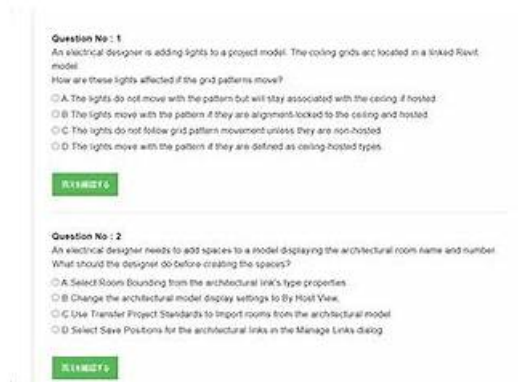 Question No : 1
An electrical designer is adding lights to a project model. The ceiling grids are located in a linked Revit
model.
How are these lights affected if the grid patterns move?
A. The lights do not move with the pattern but will stay associated with the ceiling if hosted
B. The lights move with the pattern if they are alignment-locked to the ceiling and hosted
C. The lights do not follow grid pattern movement unless they are non-hosted
D. The lights move with the pattern if they are defined as ceiling-hosted types
Question No : 2
An electrical designer needs to add spaces to a model displaying the architectural room name and number.
What should the designer do before creating the spaces?
A. Select Room Bounding from the architectural link's type properties
B. Change the architectural model display settings to By Host View.
C. Use Transfer Project Standards to import rooms from the architectural model
D. Select Save Positions for the architectural links in the Manage Links dialog